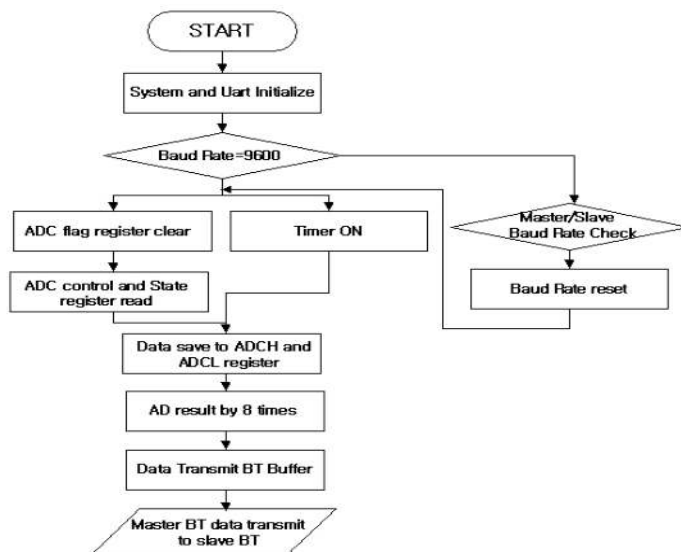 START
System and Uart Initialize
Baud Rate=9600
ADC flag register clear
Timer ON
Master/Slave
Baud Rate Check
ADC control and State
register read
Baud Rate reset
Data save to ADCH and
ADCL register
AD result by 8 times
Data Transmit BT Buffer
Master BT data transmit
to slave BT